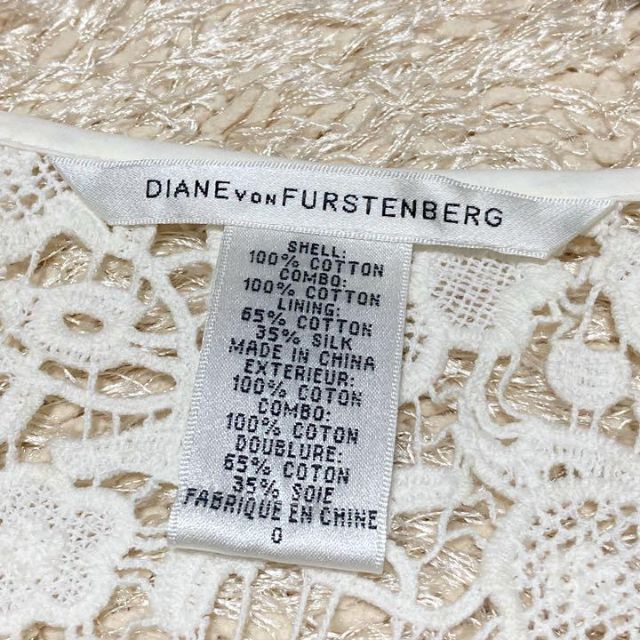 DIANE VON FURSTENBERG
SHELL:
100% COTTON
COMBO:
100% COTTON
LINING:
65% COTTON
35% SILK
MADE IN CHINA
EXTERIEUR:
100% COTON
COMBO:
100% COTON
DOUBLURE:
65% COTON
35% SOIE
FABRIQUE EN CHINE
0